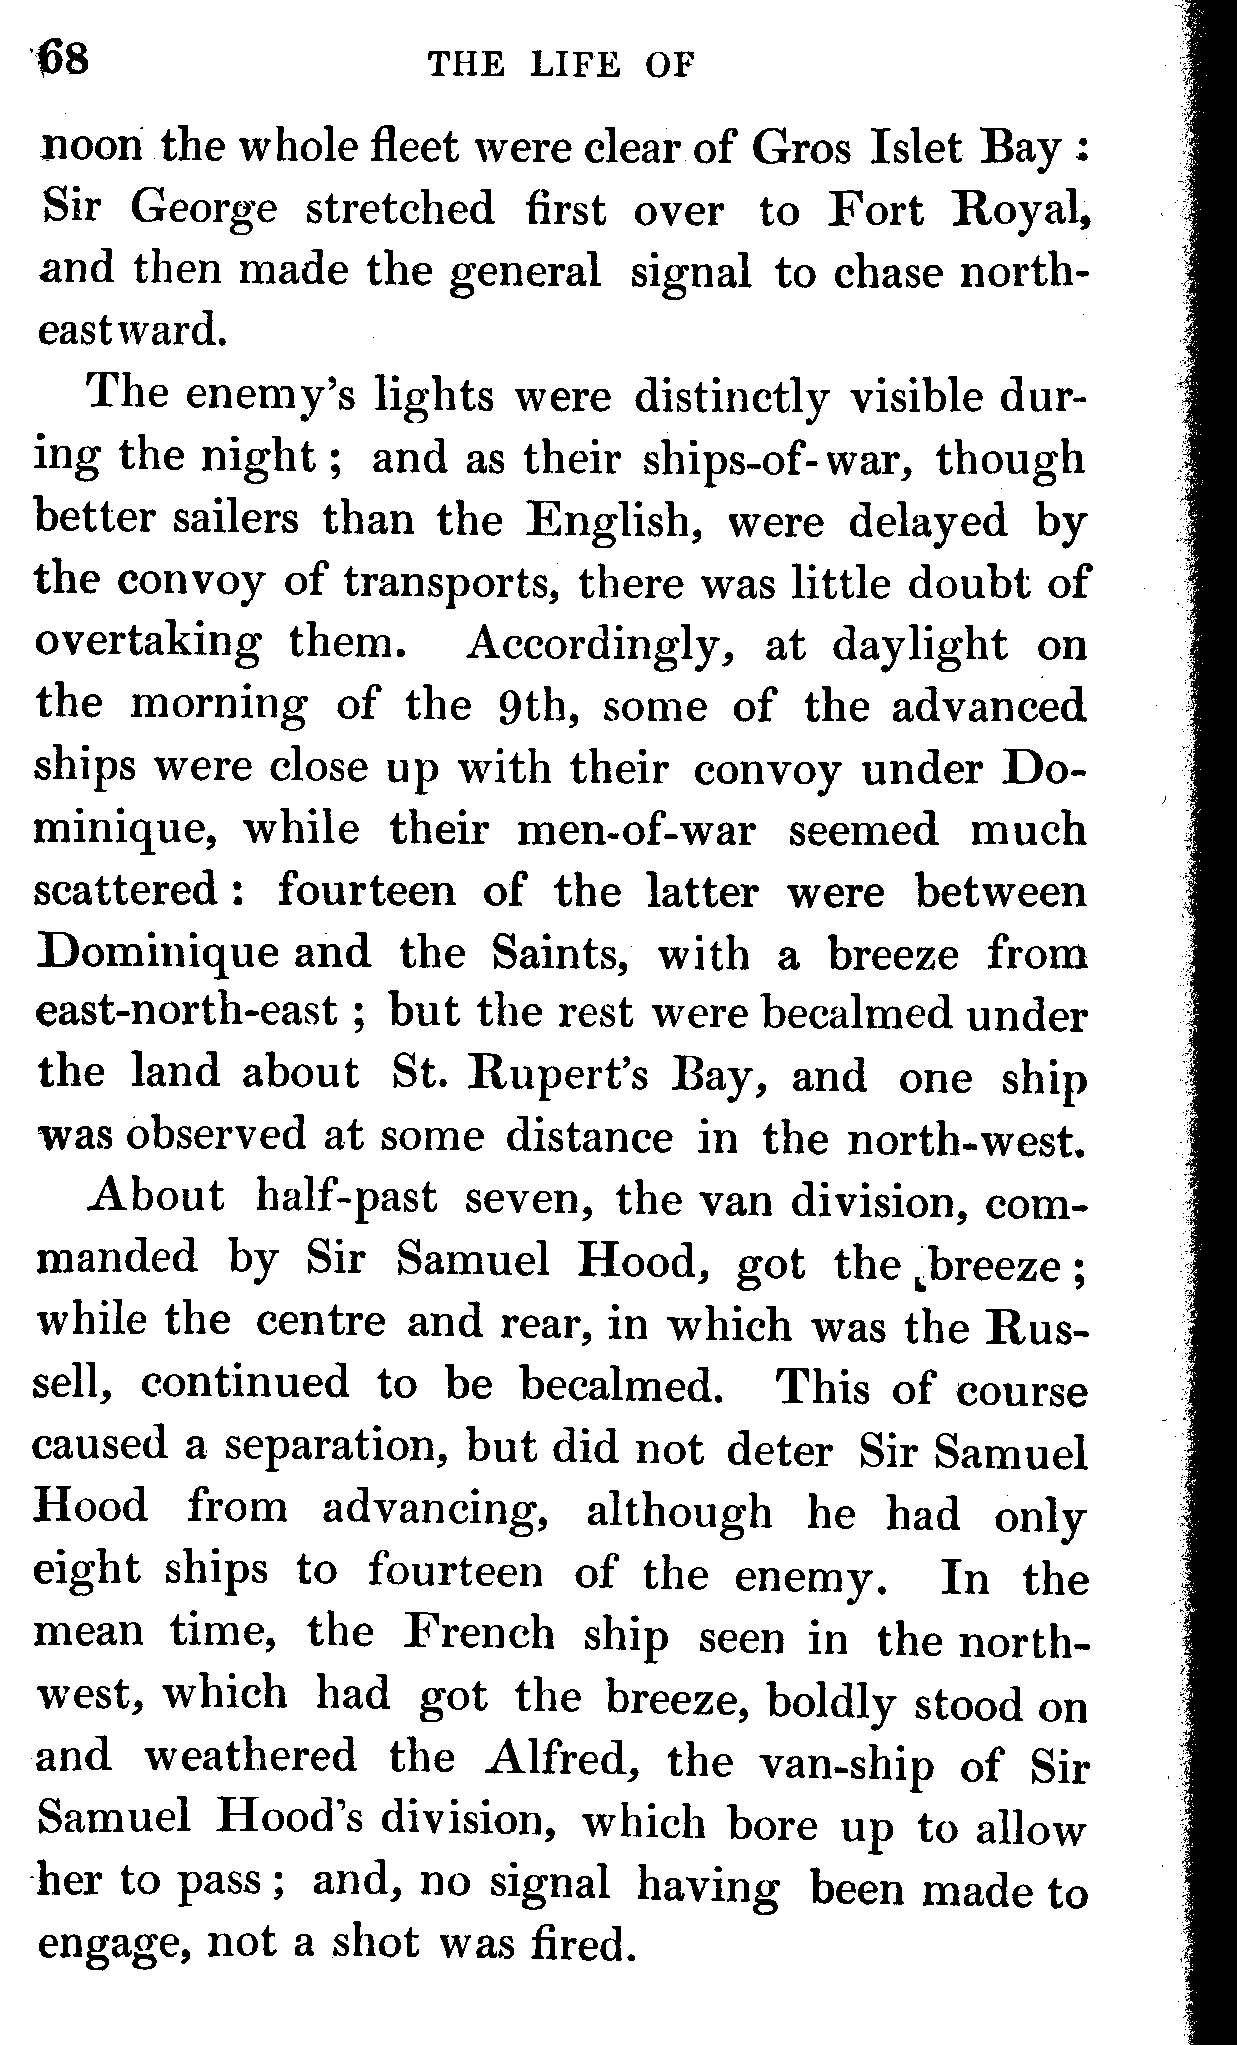 68 THE LIFE OF
noon the whole fleet were clear of Gros Islet Bay :
Sir George stretched first over to Fort Royal,
and then made the general signal to chase north-
eastward.
The enemy's lights were distinctly visible dur-
ing the night ; and as their ships-of-war, though
better sailers than the English, were delayed by
the convoy of transports, there was little doubt of
overtaking them. Accordingly, at daylight on
the morning of the 9th, some of the advanced
ships were close up with their convoy under Do-
minique, while their men-of-war seemed much
scattered : fourteen of the latter were between
Dominique and the Saints, with a breeze from
east-north-east ; but the rest were becalmed under
the land about St. Rupert's Bay, and one ship
was observed at some distance in the north-west.
About half-past seven, the van division, com-
manded by Sir Samuel Hood, got the breeze ;
while the centre and rear, in which was the Rus-
sell, continued to be becalmed. This of course
caused a separation, but did not deter Sir Samuel
Hood from advancing, although he had only
eight ships to fourteen of the enemy. In the
mean time, the French ship seen in the north-
west, which had got the breeze, boldly stood on
and weathered the Alfred, the van-ship of Sir
Samuel Hood's division, which bore up to allow
her to pass ; and, no signal having been made to
engage, not a shot was fired.